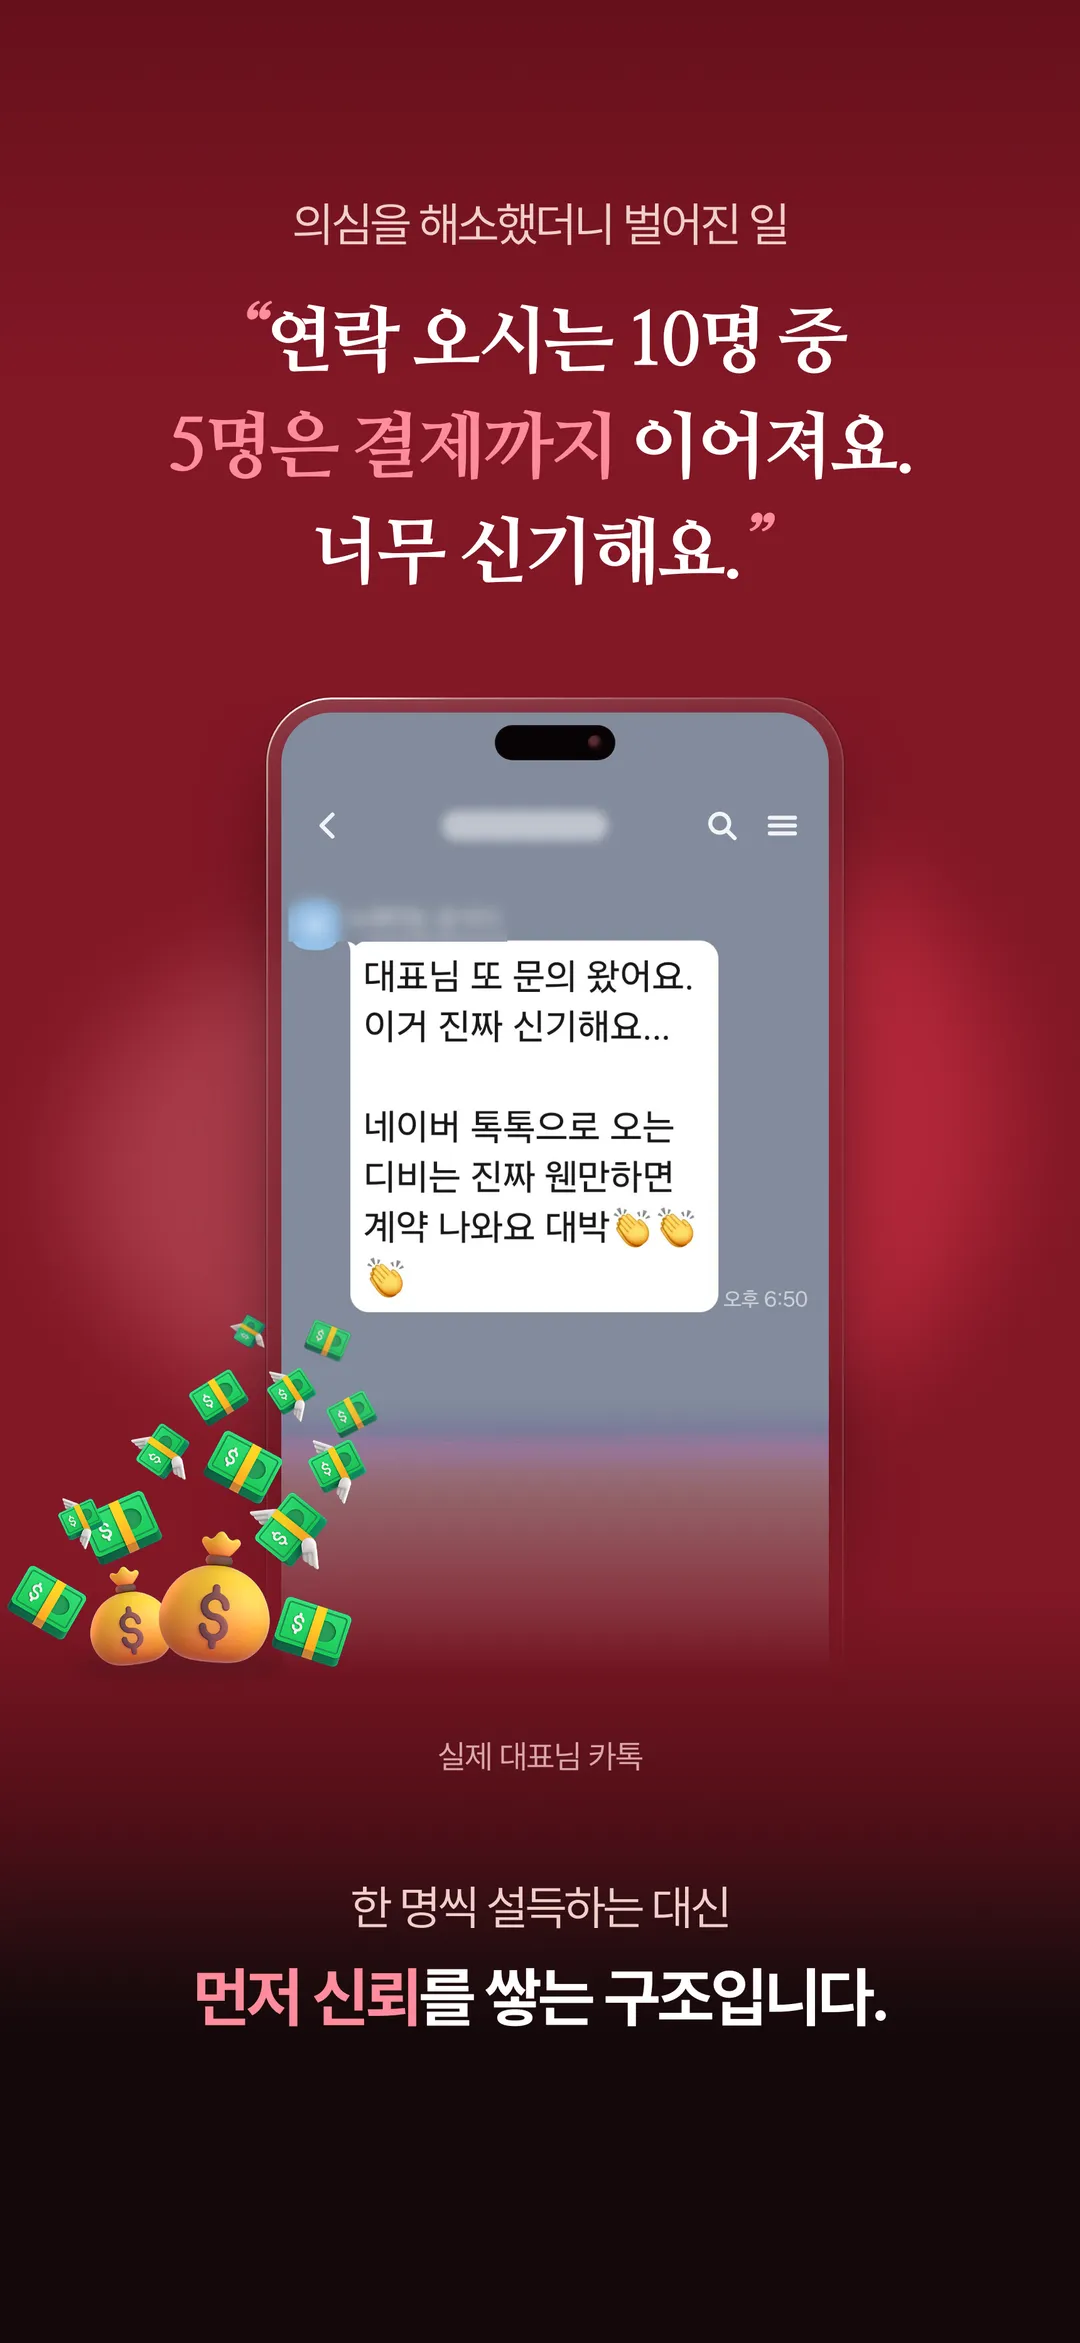 의심을 해소했더니 벌어진 일
“연락 오시는 10명 중
5명은 결제까지 이어져요.
너무 신기해요.”
대표님 또 문의 왔어요.
이거 진짜 신기해요...
네이버 톡톡으로 오는
디비는 진짜 웬만하면
계약 나와요 대박👏👏
👏
오후 6:50
실제 대표님 카톡
한 명씩 설득하는 대신
먼저 신뢰를 쌓는 구조입니다.